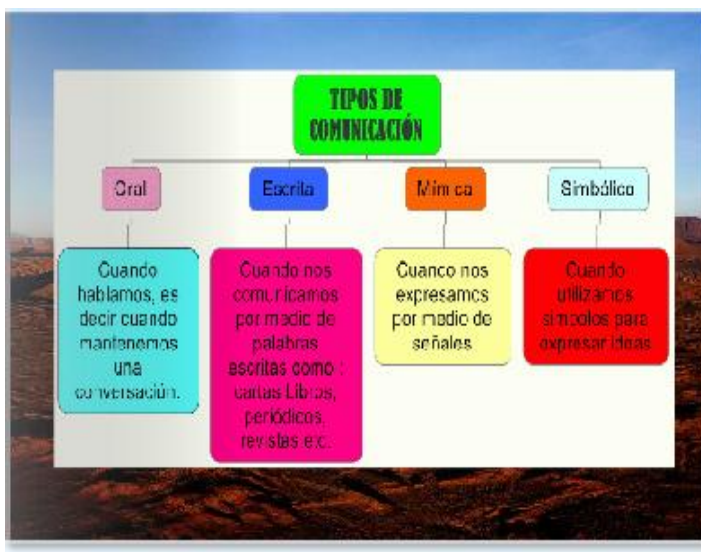 TIPOS DE
COMUNICACIÓN
Oral
Escrita
Mímica
Simbólico
Cuando
hablamos, es
decir cuando
mantenemos
una
conversación.
Cuando nos
comunicamos
por medio de
palabras
escritas como :
cartas Libros,
periódicos,
revistas etc.
Cuando nos
expresamos
por medio de
señales
Cuando
utilizamos
símbolos para
expresar ideas